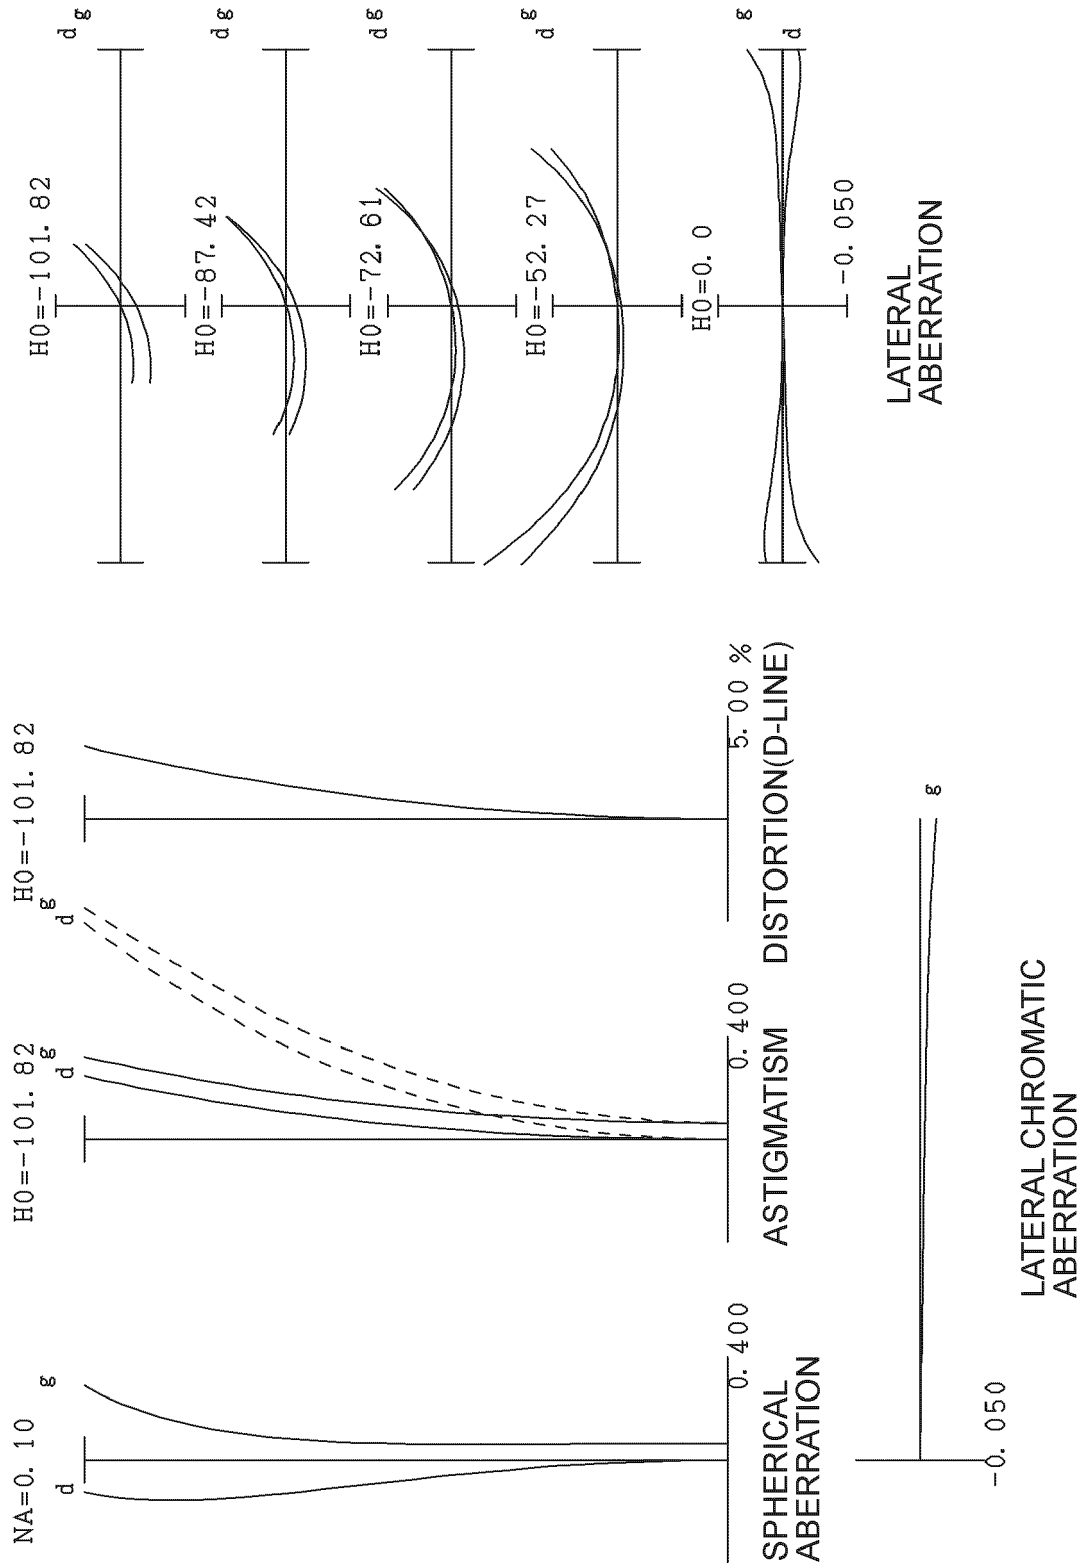 NA=0.10
d
g
0.400
SPHERICAL
ABERRATION
H0=-101.82
d
g
0.400
ASTIGMATISM
H0=-101.82
d
g
5.00 %
DISTORTION(D-LINE)
H0=-101.82
d g
H0=-87.42
d g
H0=-72.61
d g
H0=-52.27
d g
H0=0.0
g
d
-0.050
LATERAL
ABERRATION
g
-0.050
LATERAL CHROMATIC
ABERRATION